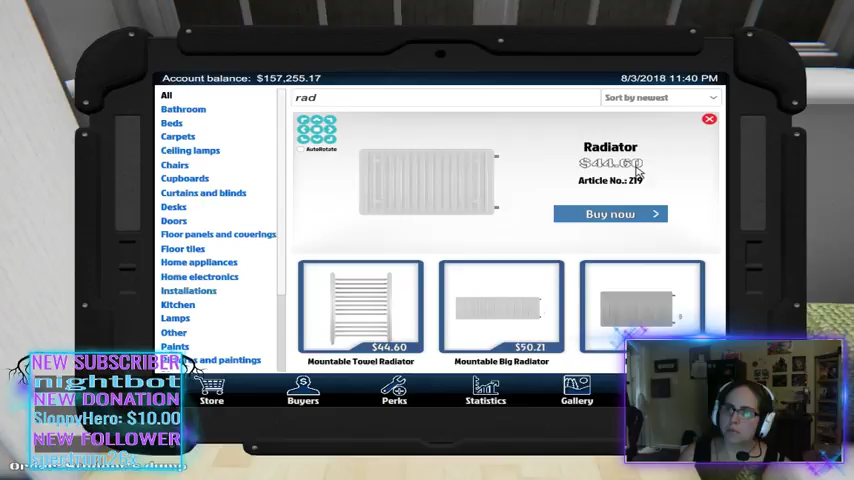 Account balance: $157,255.17
8/3/2018 11:40 PM
All
Bathroom
Beds
Carpets
Ceiling lamps
Chairs
Cupboards
Curtains and blinds
Desks
Doors
Floor panels and coverings
Floor tiles
Home appliances
Home electronics
Installations
Kitchen
Lamps
Other
Paints
and paintings
rad
Sort by newest
AutoRotate
Radiator
$44.60
Article No.: 219
Buy now >
$44.60
Mountable Towel Radiator
$50.21
Mountable Big Radiator
Store
Buyers
Perks
Statistics
Gallery
NEW SUBSCRIBER
nightbot
NEW DONATION
SloppyHero: $10.00
NEW FOLLOWER